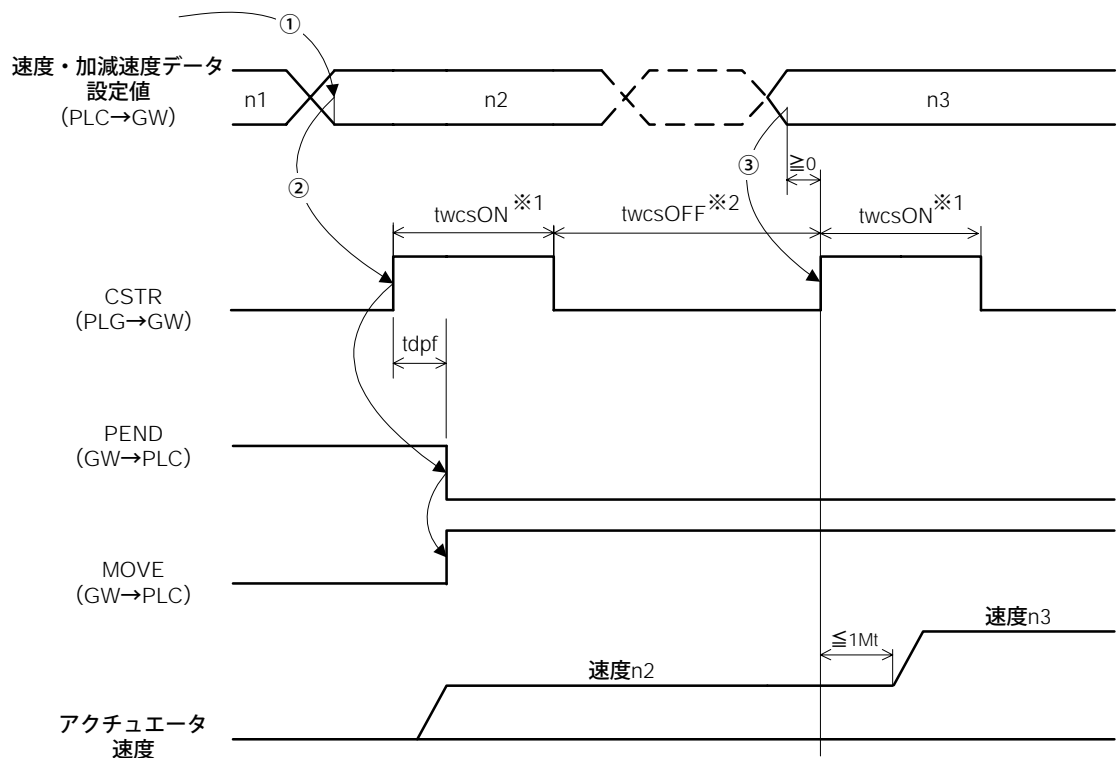 ①
速度・加減速度データ
設定値
(PLC→GW)
n1
n2
n3
②
③
≧0
twcsON※1
twcsOFF※2
twcsON※1
CSTR
(PLG→GW)
tdpf
PEND
(GW→PLC)
MOVE
(GW→PLC)
速度n3
≦1Mt
速度n2
アクチュエータ
速度